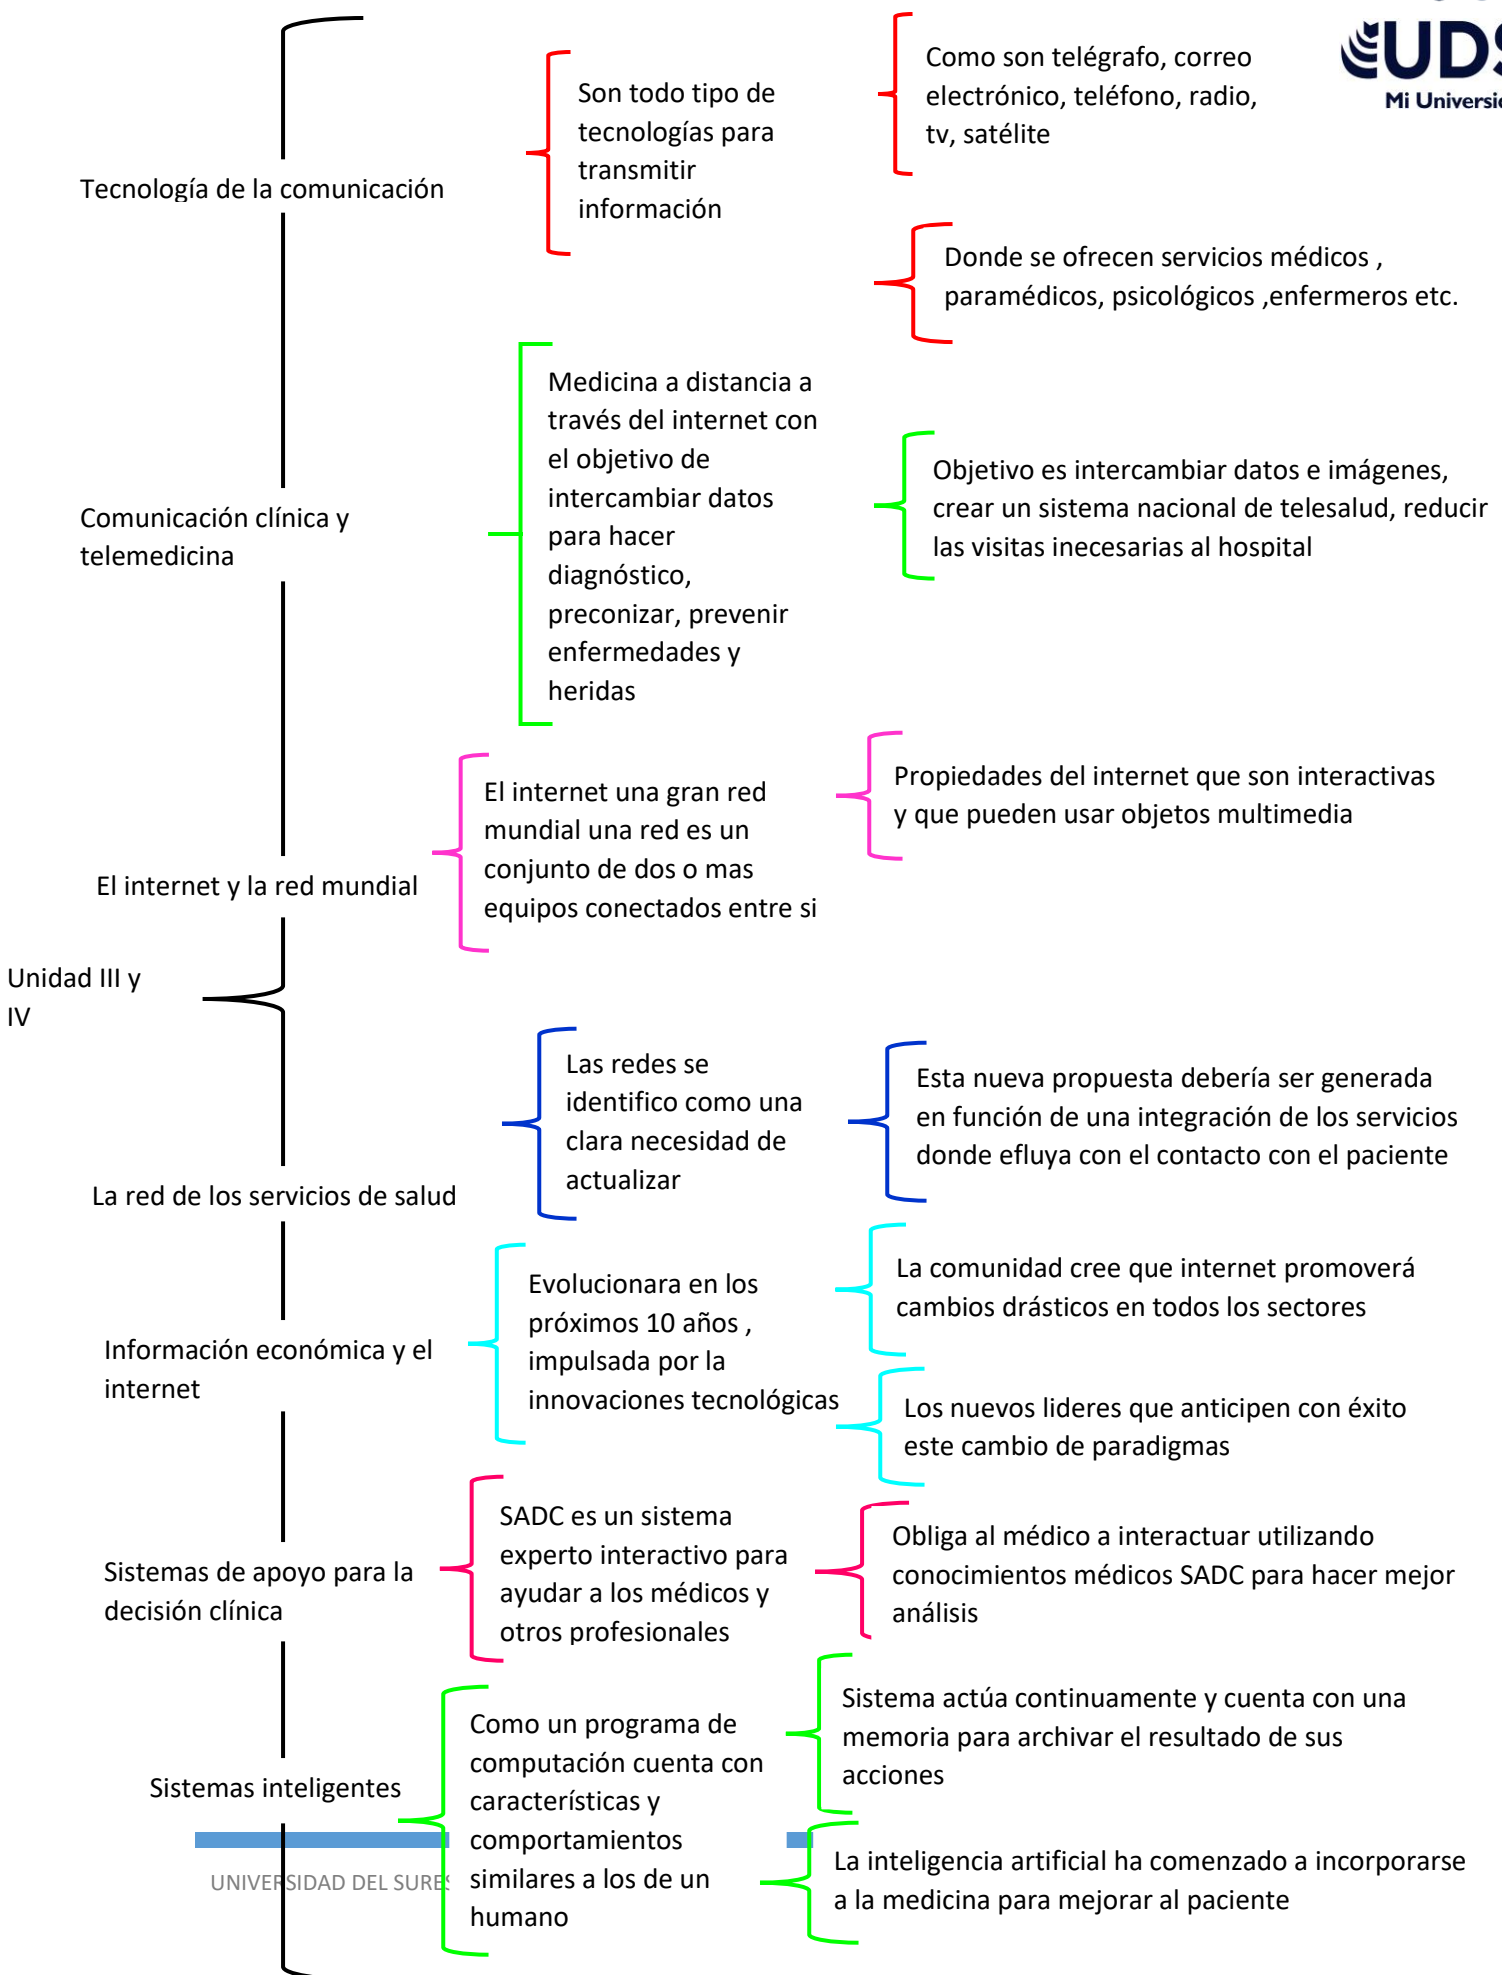 UDS
Mi Universi
Como son telégrafo, correo
electrónico, teléfono, radio,
tv, satélite
Son todo tipo de
tecnologías para
transmitir
información
Tecnología de la comunicación
Donde se ofrecen servicios médicos ,
paramédicos, psicológicos ,enfermeros etc.
Medicina a distancia a
través del internet con
el objetivo de
intercambiar datos
para hacer
diagnóstico,
preconizar, prevenir
enfermedades y
heridas
Objetivo es intercambiar datos e imágenes,
crear un sistema nacional de telesalud, reducir
las visitas inecesarias al hospital
Comunicación clínica y
telemedicina
El internet y la red mundial
El internet una gran red
mundial una red es un
conjunto de dos o mas
equipos conectados entre si
Propiedades del internet que son interactivas
y que pueden usar objetos multimedia
Unidad III y
IV
La red de los servicios de salud
Las redes se
identifico como una
clara necesidad de
actualizar
Esta nueva propuesta debería ser generada
en función de una integración de los servicios
donde efluya con el contacto con el paciente
Información económica y el
internet
Evolucionara en los
próximos 10 años ,
impulsada por la
innovaciones tecnológicas
La comunidad cree que internet promoverá
cambios drásticos en todos los sectores
Los nuevos lideres que anticipen con éxito
este cambio de paradigmas
Sistemas de apoyo para la
decisión clínica
SADC es un sistema
experto interactivo para
ayudar a los médicos y
otros profesionales
Obliga al médico a interactuar utilizando
conocimientos médicos SADC para hacer mejor
análisis
Sistemas inteligentes
Como un programa de
computación cuenta con
características y
comportamientos
similares a los de un
humano
Sistema actúa continuamente y cuenta con una
memoria para archivar el resultado de sus
acciones
La inteligencia artificial ha comenzado a incorporarse
a la medicina para mejorar al paciente
UNIVERSIDAD DEL SURES